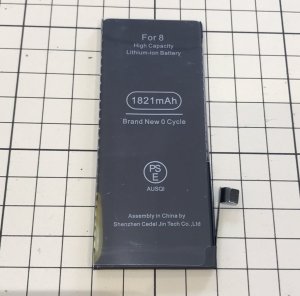 For 8
High Capacity
Lithium-ion Battery
1821mAh
Brand New 0 Cycle
PS
E
AUSQI
Assembly in China by
Shenzhen Cedel Jin Tech Co.,Ltd